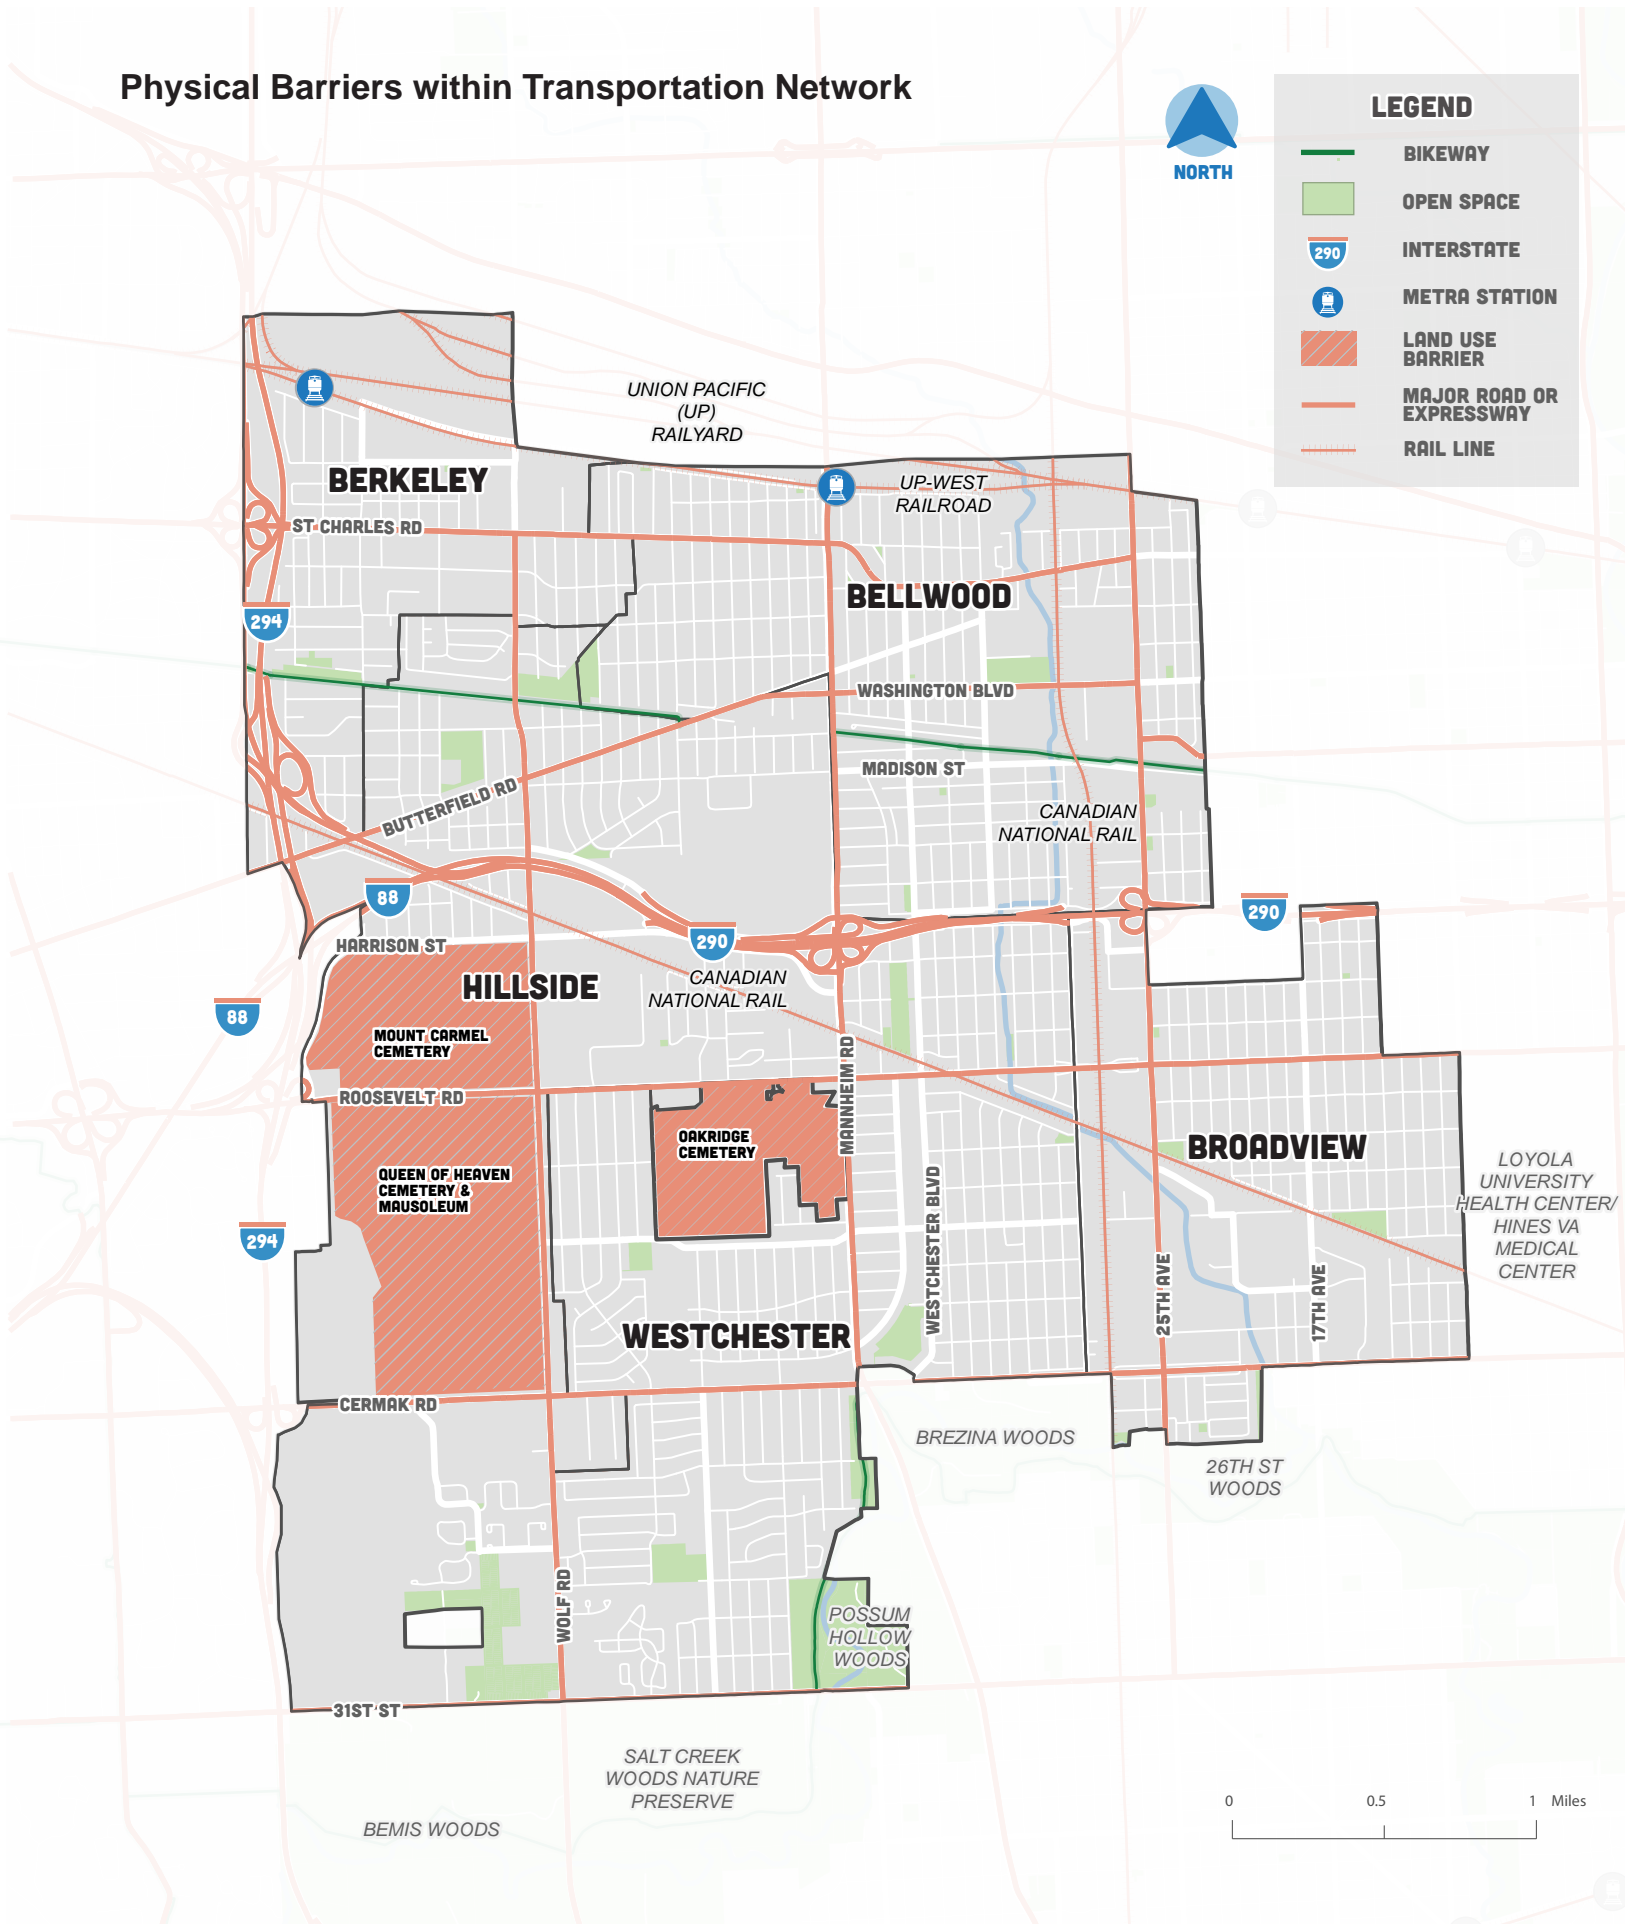 Physical Barriers within Transportation Network
NORTH
LEGEND
BIKEWAY
OPEN SPACE
290
INTERSTATE
METRA STATION
LAND USE
BARRIER
MAJOR ROAD OR
EXPRESSWAY
RAIL LINE
UNION PACIFIC
(UP)
RAILYARD
BERKELEY
UP-WEST
RAILROAD
ST CHARLES RD
BELLWOOD
294
WASHINGTON BLVD
MADISON ST
BUTTERFIELD RD
CANADIAN
NATIONAL RAIL
88
290
290
HARRISON ST
HILLSIDE
CANADIAN
NATIONAL RAIL
88
MOUNT CARMEL
CEMETERY
MANNHEIM RD
ROOSEVELT RD
OAKRIDGE
CEMETERY
BROADVIEW
QUEEN OF HEAVEN
CEMETERY &
MAUSOLEUM
LOYOLA
UNIVERSITY
HEALTH CENTER/
HINES VA
MEDICAL
CENTER
294
WESTCHESTER BLVD
25TH AVE
17TH AVE
WESTCHESTER
CERMAK RD
BREZINA WOODS
26TH ST
WOODS
WOLF RD
POSSUM
HOLLOW
WOODS
31ST ST
SALT CREEK
WOODS NATURE
PRESERVE
BEMIS WOODS
0 0.5 1 Miles